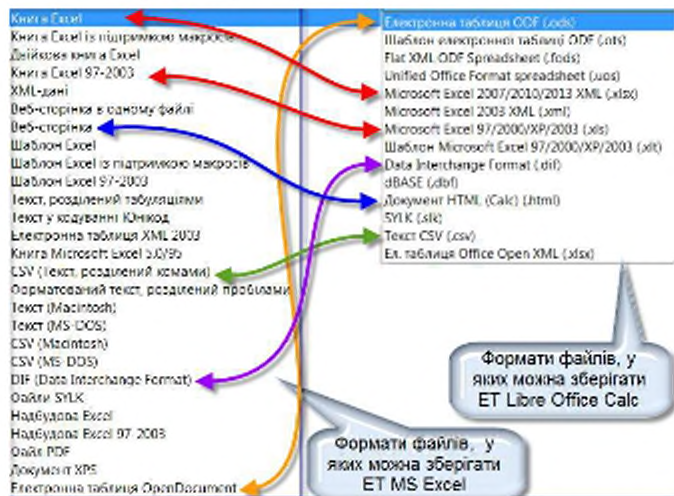 Книга Excel
Книга Excel із підтримкою макросів
Двійкова книга Excel
Книга Excel 97-2003
XML-дані
Веб-сторінка в одному файлі
Веб-сторінка
Шаблон Excel
Шаблон Excel із підтримкою макросів
Шаблон Excel 97-2003
Текст, розділений табуляціями
Текст у кодуванні Юнікод
Електронна таблиця XML 2003
Книга Microsoft Excel 5.0/95
CSV (Текст, розділений комами)
Форматований текст, розділений пробілами
Текст (Macintosh)
Текст (MS-DOS)
CSV (Macintosh)
CSV (MS-DOS)
DIF (Data Interchange Format)
Файли SYLK
Надбудова Excel
Надбудова Excel 97-2003
Файл PDF
Документ XPS
Електронна таблиця OpenDocument
Електронна таблиця ODF (.ods)
Шаблон електронної таблиці ODF (.ots)
Flat XML ODF Spreadsheet (.fods)
Unified Office Format spreadsheet (.uos)
Microsoft Excel 2007/2010/2013 XML (.xlsx)
Microsoft Excel 2003 XML (.xml)
Microsoft Excel 97/2000/XP/2003 (.xls)
Шаблон Microsoft Excel 97/2000/XP/2003 (.xlt)
Data Interchange Format (.dif)
dBASE (.dbf)
Документ HTML (Calc) (.html)
SYLK (.slk)
Текст CSV (.csv)
Ел. таблиця Office Open XML (.xlsx)
Формати файлів, у
яких можна зберігати
ЕТ Libre Office Calc
Формати файлів, у
яких можна зберігати
ЕТ MS Excel